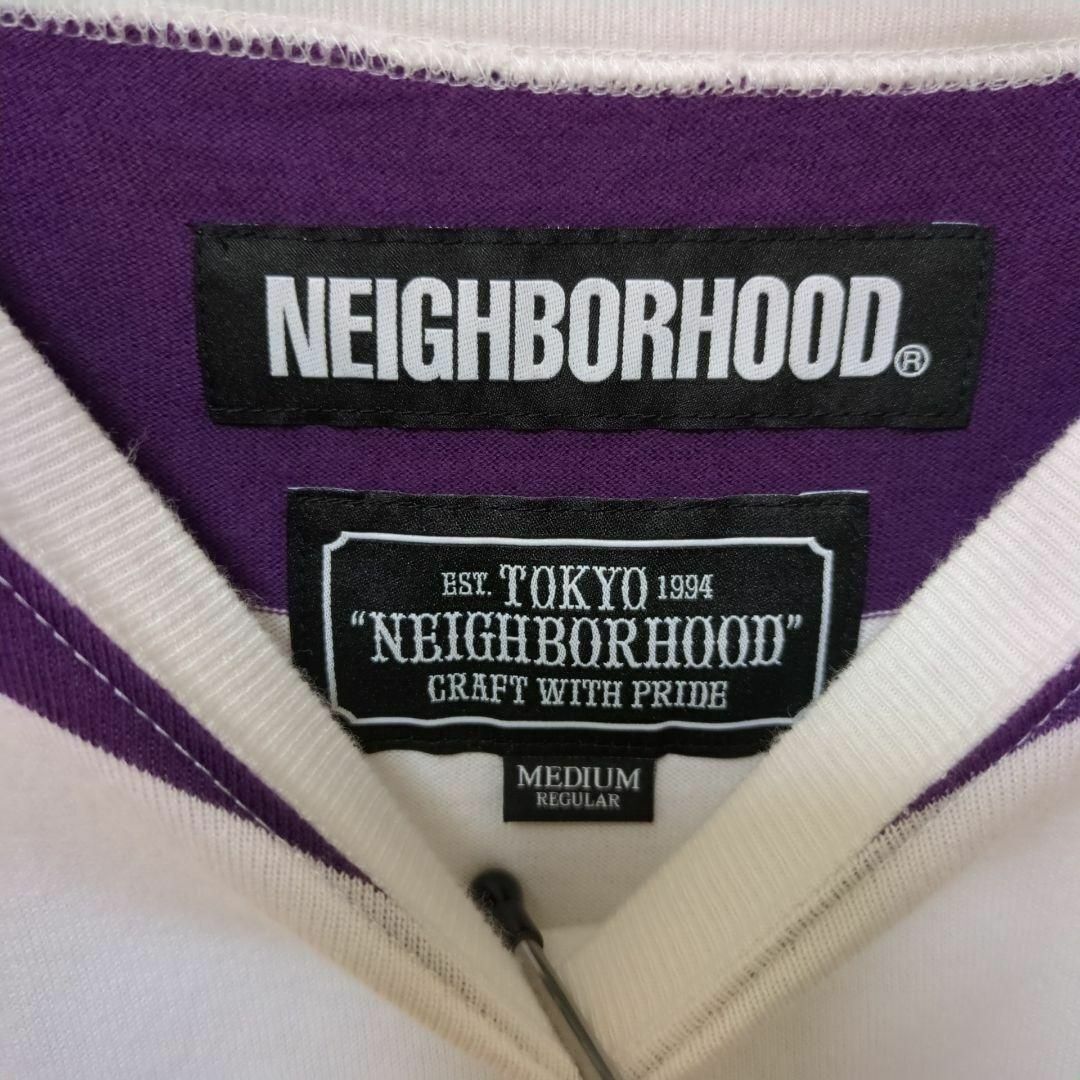 NEIGHBORHOOD®
EST. TOKYO 1994
"NEIGHBORHOOD"
CRAFT WITH PRIDE
MEDIUM
REGULAR